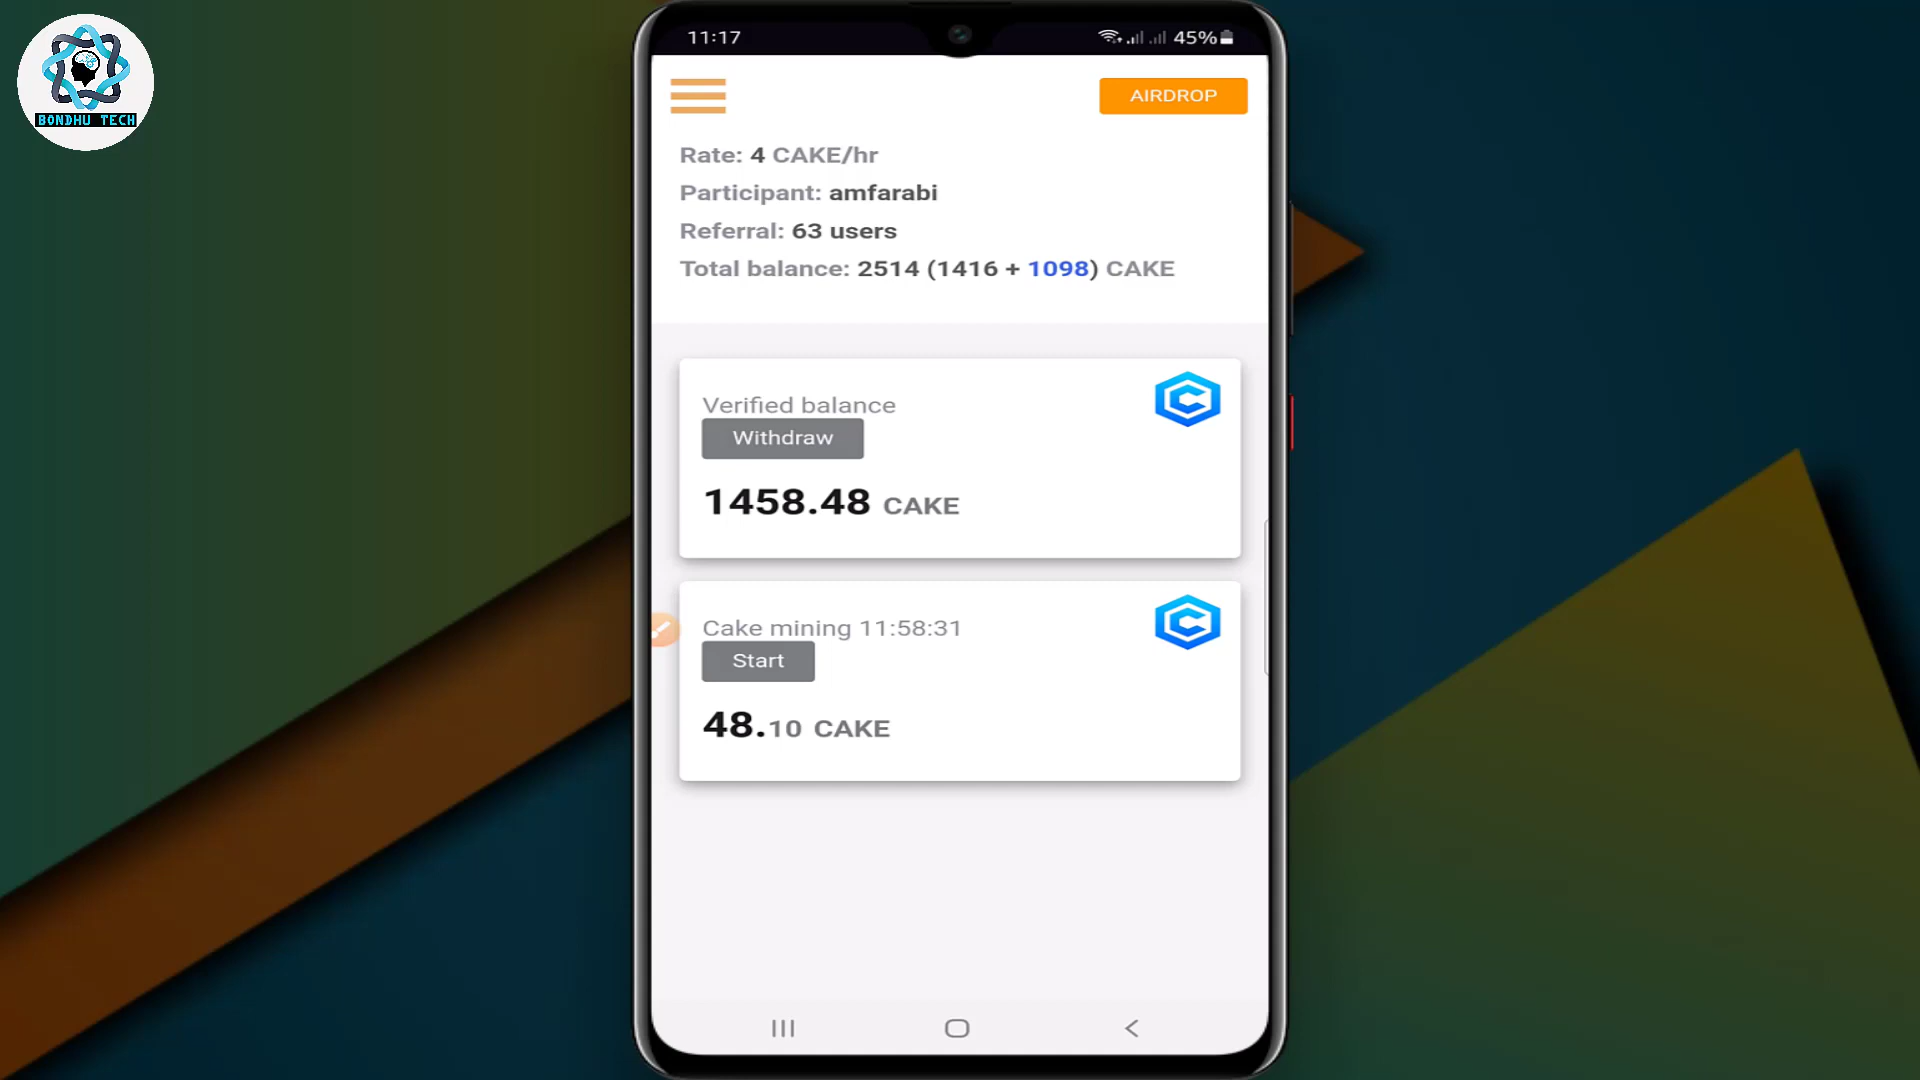 BONDHU TECH
11:17
45%
AIRDROP
Rate: 4 CAKE/hr
Participant: amfarabi
Referral: 63 users
Total balance: 2514 (1416 + 1098) CAKE
Verified balance
Withdraw
1458.48 CAKE
Cake mining 11:58:31
Start
48.10 CAKE